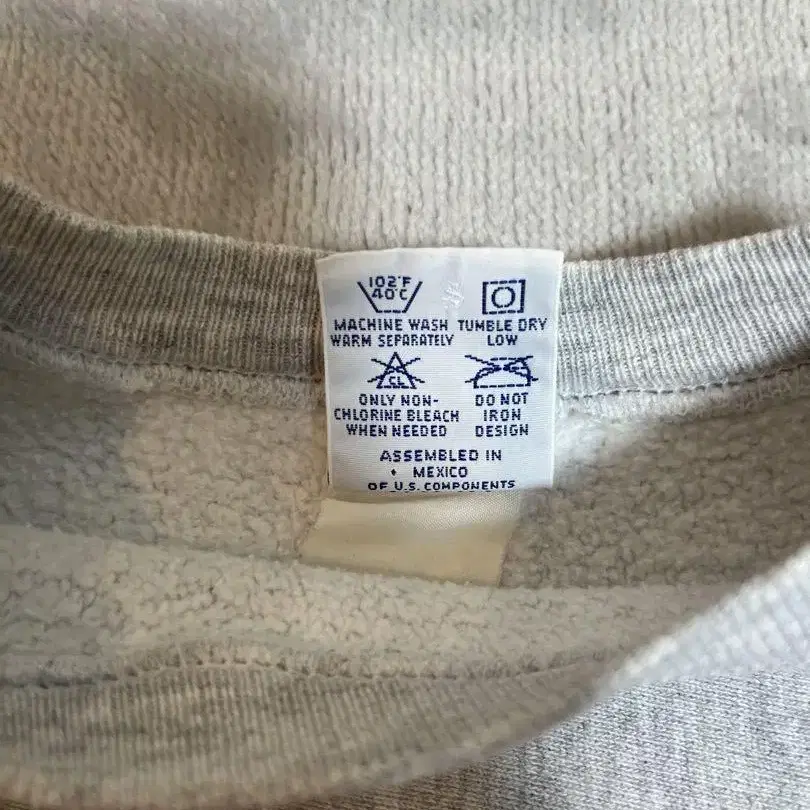 102°F
40°C
MACHINE WASH
WARM SEPARATELY
TUMBLE DRY
LOW
CL
ONLY NON-
CHLORINE BLEACH
WHEN NEEDED
DO NOT
IRON
DESIGN
ASSEMBLED IN
MEXICO
OF U.S. COMPONENTS